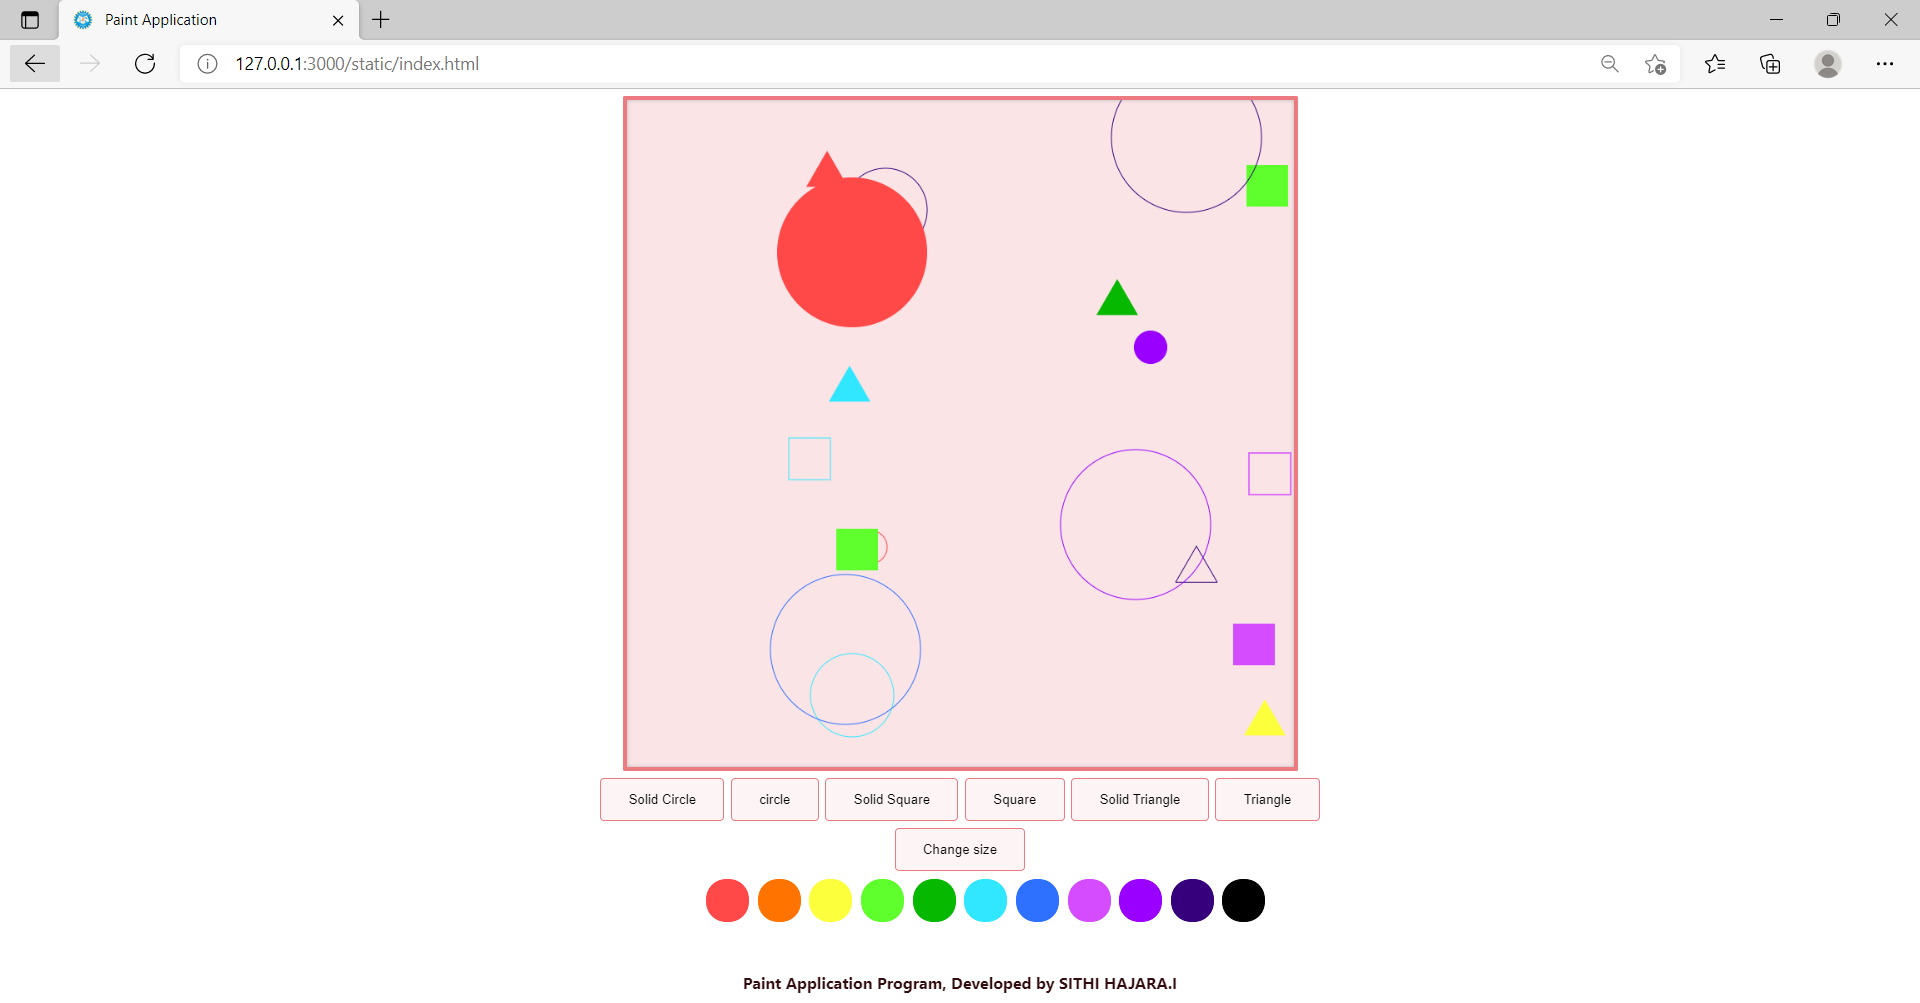 Paint Application
127.0.0.1:3000/static/index.html
Solid Circle circle Solid Square Square Solid Triangle Triangle
Change size
Paint Application Program, Developed by SITHI HAJARA.I